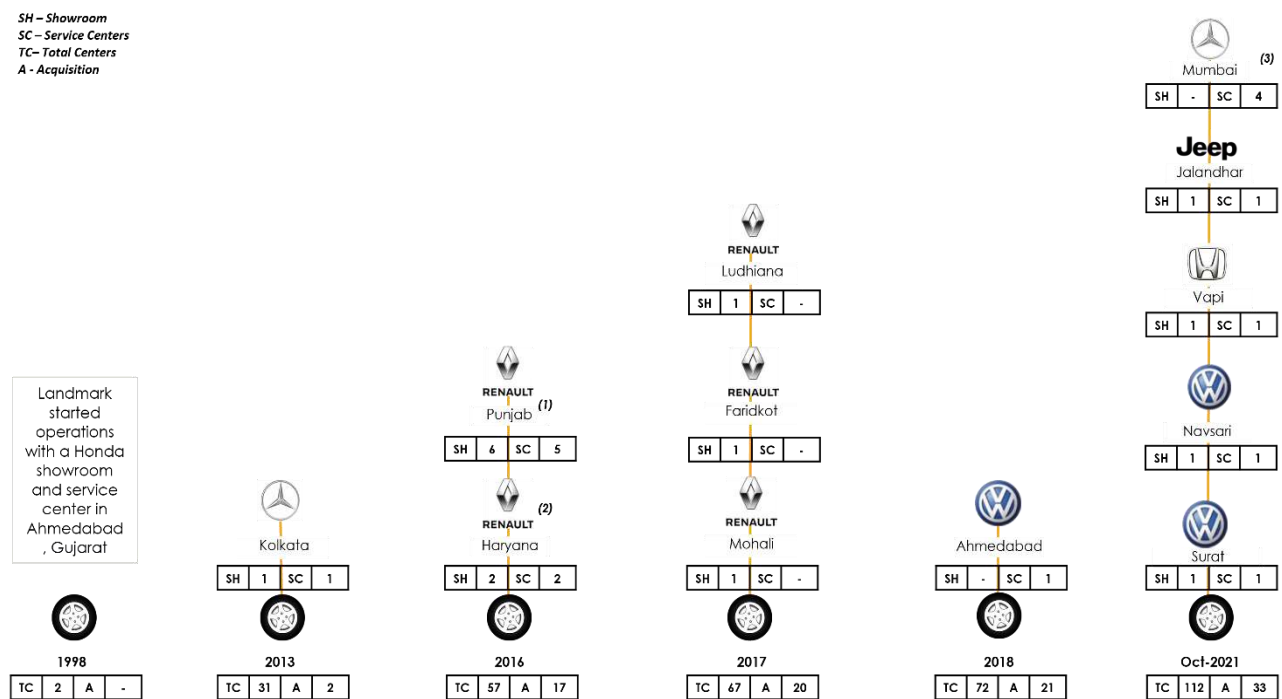 SH – Showroom
SC – Service Centers
TC– Total Centers
A - Acquisition
Landmark
started
operations
with a Honda
showroom
and service
center in
Ahmedabad
, Gujarat
1998
TC 2 A -
Kolkata
SH 1 SC 1
2013
TC 31 A 2
RENAULT
Punjab (1)
SH 6 SC 5
RENAULT (2)
Haryana
SH 2 SC 2
2016
TC 57 A 17
RENAULT
Ludhiana
SH 1 SC -
RENAULT
Faridkot
SH 1 SC -
RENAULT
Mohali
SH 1 SC -
2017
TC 67 A 20
Ahmedabad
SH - SC 1
2018
TC 72 A 21
Mumbai (3)
SH - SC 4
Jeep
Jalandhar
SH 1 SC 1
Vapi
SH 1 SC 1
Navsari
SH 1 SC 1
Surat
SH 1 SC 1
Oct-2021
TC 112 A 33